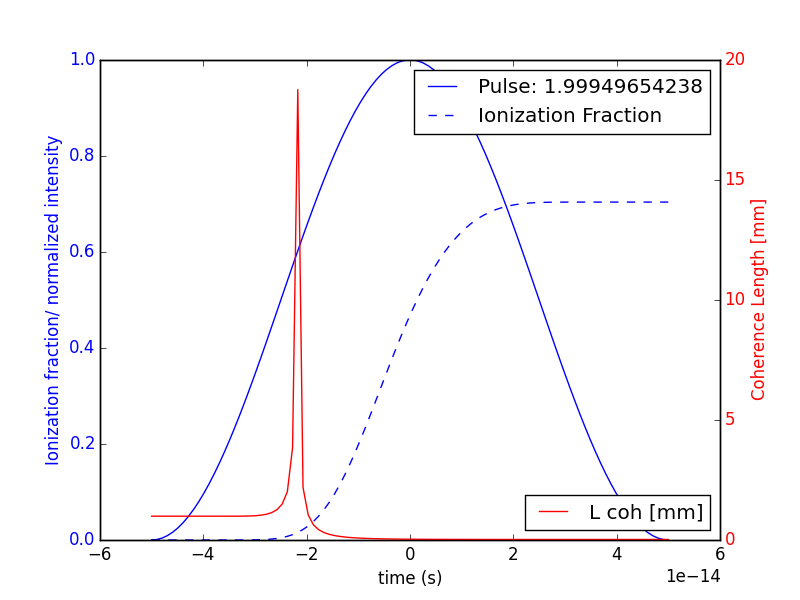 1.0
0.8
0.6
0.4
0.2
0.0
Ionization fraction/ normalized intensity
Pulse: 1.99949654238
Ionization Fraction
20
15
10
5
0
Coherence Length [mm]
L coh [mm]
−6 −4 −2 0 2 4 6
time (s)
1e−14